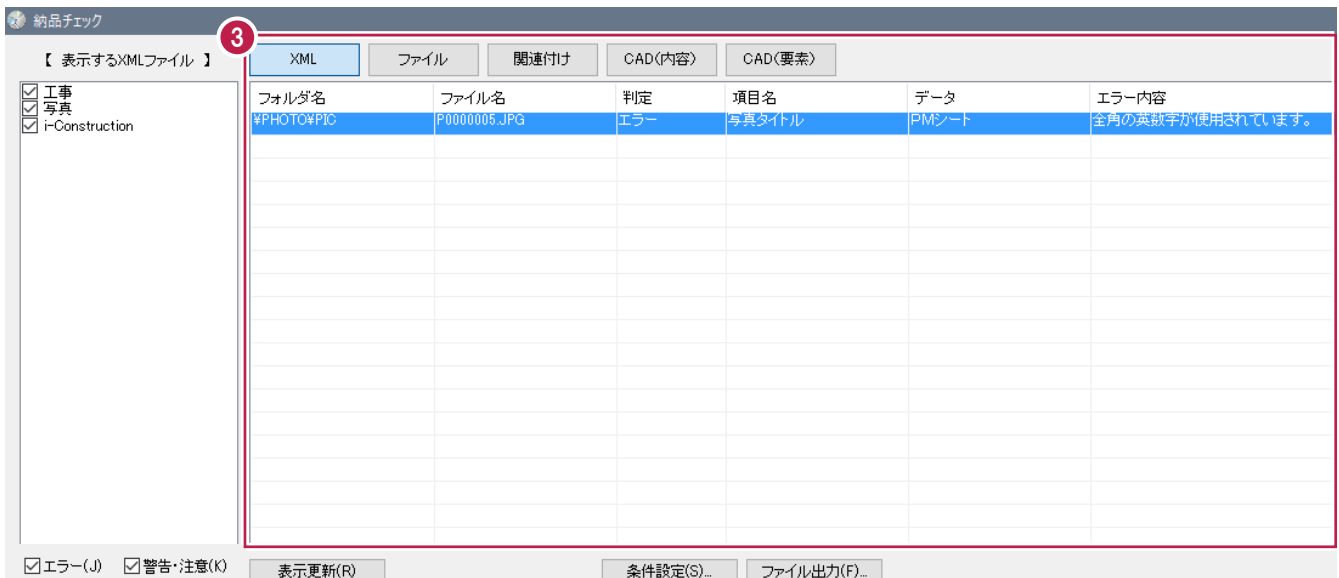 納品チェック
【 表示するXMLファイル 】
工事
写真
i-Construction
3
XML ファイル 関連付け CAD(内容) CAD(要素)
フォルダ名 ファイル名 判定 項目名 データ エラー内容
¥PHOTO¥PIC P0000005.JPG エラー 写真タイトル PMシート 全角の英数字が使用されています。
エラー(J) 警告・注意(K) 表示更新(R) 条件設定(S)... ファイル出力(F)...